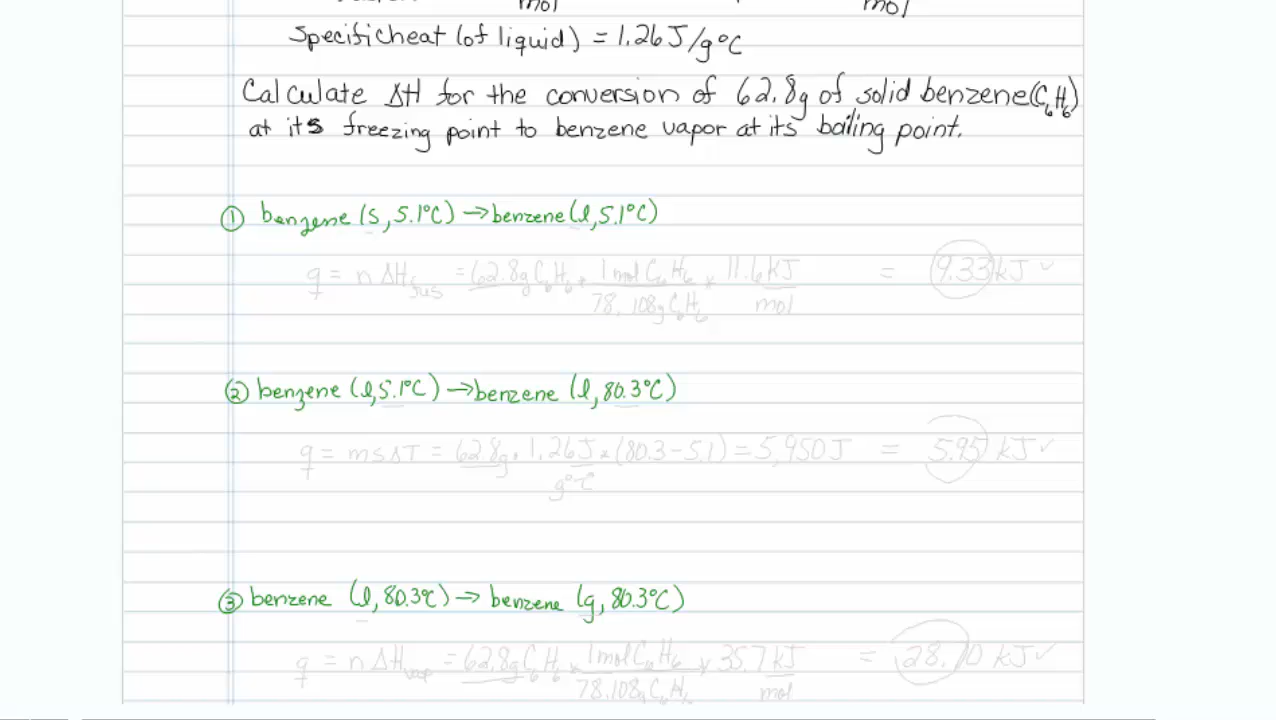 mol mol
Specific heat (of liquid) = 1.26 J/g°C
Calculate ΔH for the conversion of 62.8g of solid benzene (C₆H₆)
at its freezing point to benzene vapor at its boiling point.
① benzene (s, 5.1°C) → benzene (l, 5.1°C)
q = n ΔH_fus = 62.8g C₆H₆ * 1 mol C₆H₆ / 78.108g C₆H₆ * 11.6 kJ / mol = 9.33 kJ ✓
② benzene (l, 5.1°C) → benzene (l, 80.3°C)
q = msΔT = 62.8g * 1.26 J / g°C * (80.3 - 5.1) = 5,950 J = 5.95 kJ ✓
③ benzene (l, 80.3°C) → benzene (g, 80.3°C)
q = n ΔH_vap = 62.8g C₆H₆ * 1 mol C₆H₆ / 78.108g C₆H₆ * 35.7 kJ / mol = 28.70 kJ ✓